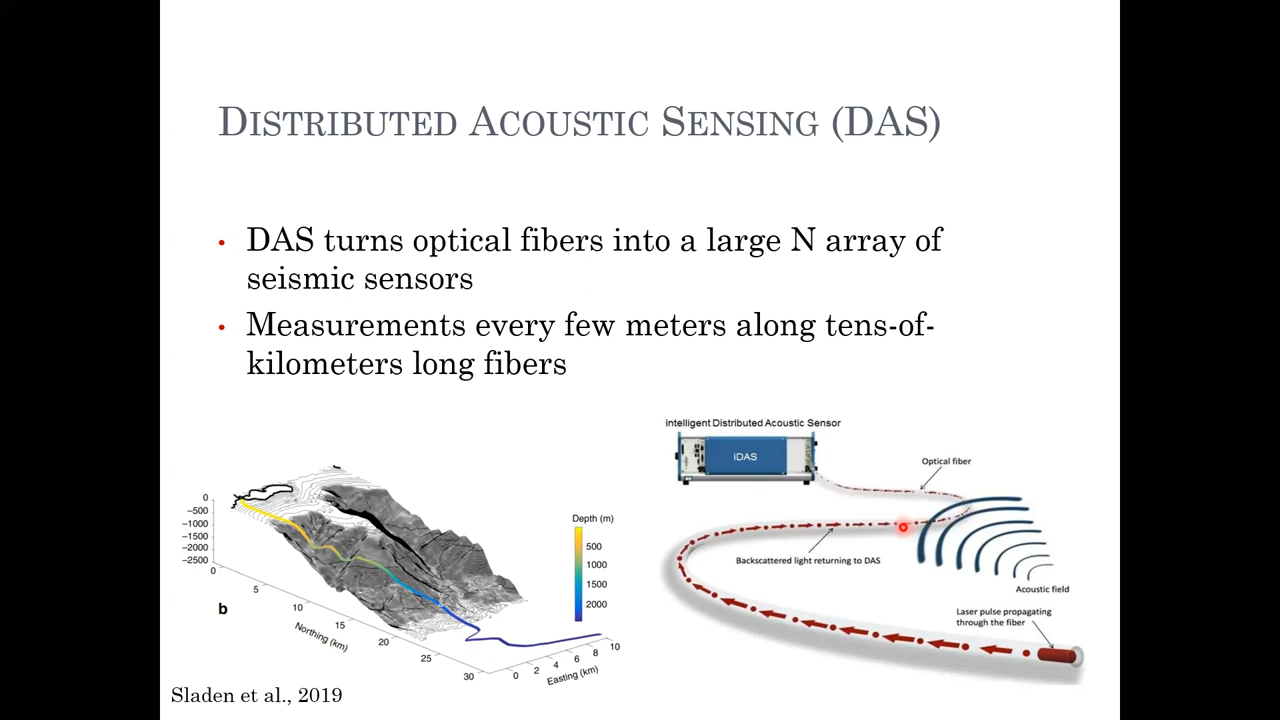 DISTRIBUTED ACOUSTIC SENSING (DAS)
• DAS turns optical fibers into a large N array of
seismic sensors
• Measurements every few meters along tens-of-
kilometers long fibers
0
−500
−1000
−1500
−2000
−2500
0
5
10
15
20
25
30
Northing (km)
0
2
4
6
8
10
Easting (km)
b
Depth (m)
500
1000
1500
2000
Sladen et al., 2019
intelligent Distributed Acoustic Sensor
iDAS
Optical fiber
Backscattered light returning to DAS
Acoustic field
Laser pulse propagating
through the fiber